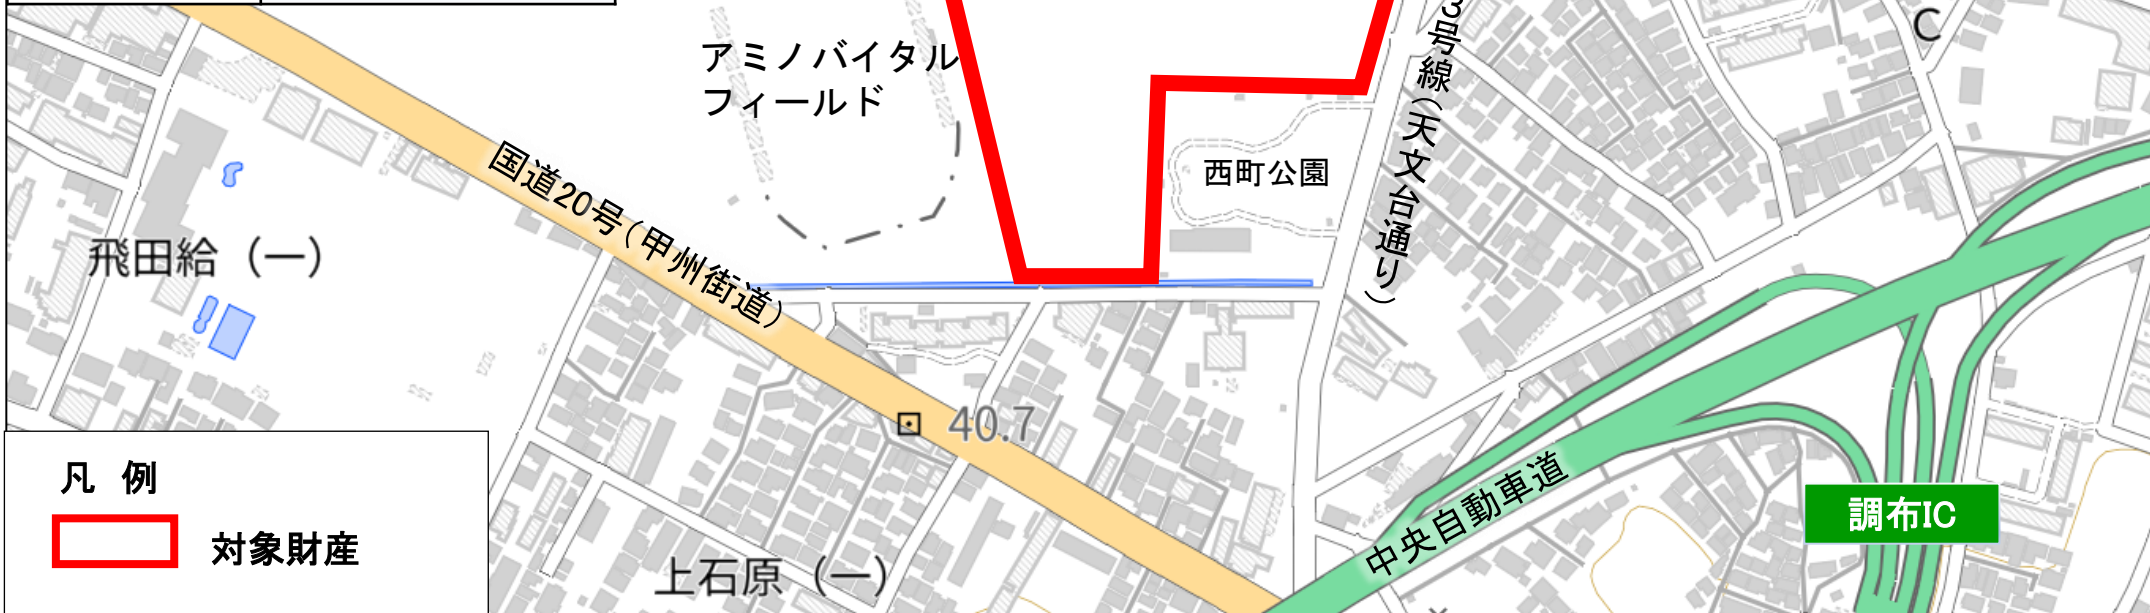 アミノバイタル
フィールド
3号線(天文台通り)
C
国道20号(甲州街道)
西町公園
飛田給(一)
40.7
中央自動車道
調布IC
上石原(一)
凡 例
対象財産